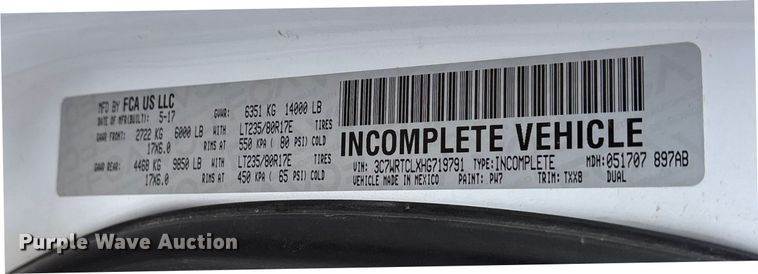 MFD BY FCA US LLC
DATE OF MFR(BUILT): 5-17
GVWR: 6351 KG 14000 LB
GAWR FRONT: 2722 KG 6000 LB WITH LT235/80R17E TIRES
17X6.0 RIMS AT 550 KPA ( 80 PSI) COLD
GAWR REAR: 4468 KG 9850 LB WITH LT235/80R17E TIRES
17X6.0 RIMS AT 450 KPA ( 65 PSI) COLD
INCOMPLETE VEHICLE
VIN: 3C7WRTCLXHG719791 TYPE: INCOMPLETE MDH: 051707 897AB
VEHICLE MADE IN MEXICO PAINT: PW7 TRIM: TXX8 DUAL
Purple Wave Auction